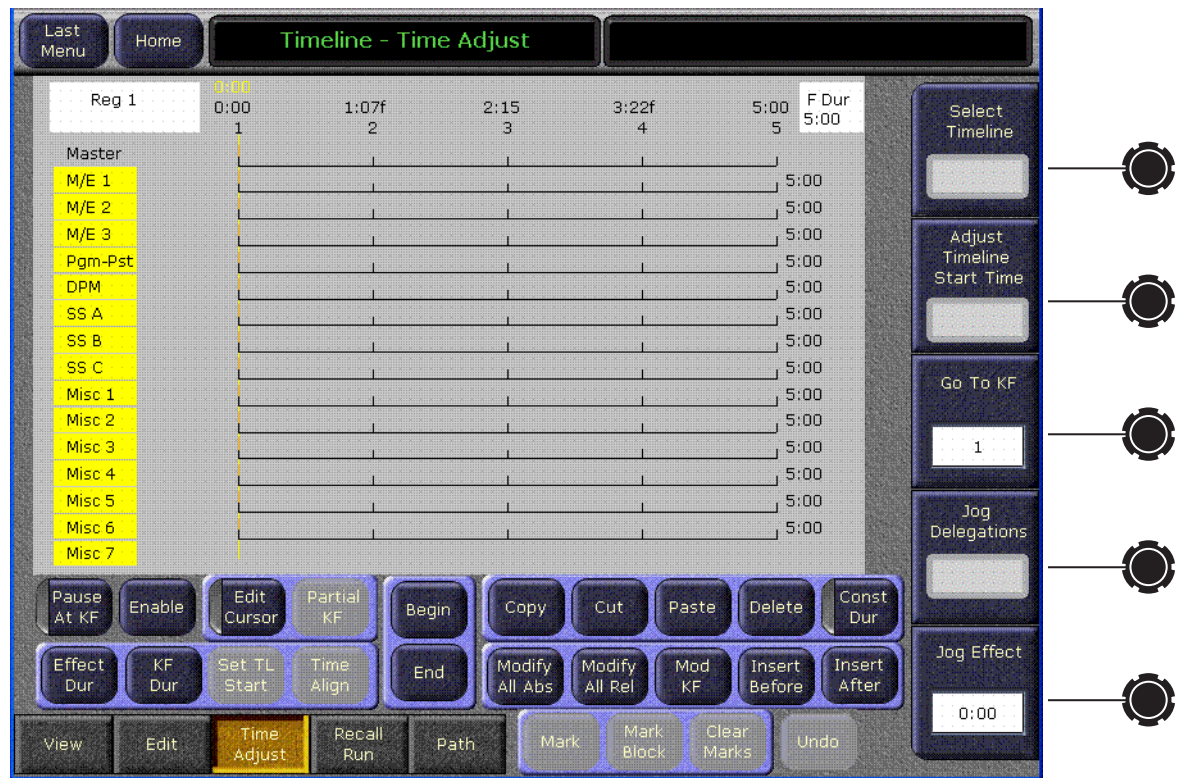 Last Menu
Home
Timeline - Time Adjust
Reg 1
0:00
0:00 1:07f 2:15 3:22f 5:00
1 2 3 4 5
F Dur
5:00
Master
M/E 1 5:00
M/E 2 5:00
M/E 3 5:00
Pgm-Pst 5:00
DPM 5:00
SS A 5:00
SS B 5:00
SS C 5:00
Misc 1 5:00
Misc 2 5:00
Misc 3 5:00
Misc 4 5:00
Misc 5 5:00
Misc 6 5:00
Misc 7
Select
Timeline
Adjust
Timeline
Start Time
Go To KF
1
Jog
Delegations
Jog Effect
0:00
Pause
At KF
Enable
Edit
Cursor
Partial
KF
Begin
Copy
Cut
Paste
Delete
Const
Dur
Effect
Dur
KF
Dur
Set TL
Start
Time
Align
End
Modify
All Abs
Modify
All Rel
Mod
KF
Insert
Before
Insert
After
View
Edit
Time
Adjust
Recall
Run
Path
Mark
Mark
Block
Clear
Marks
Undo